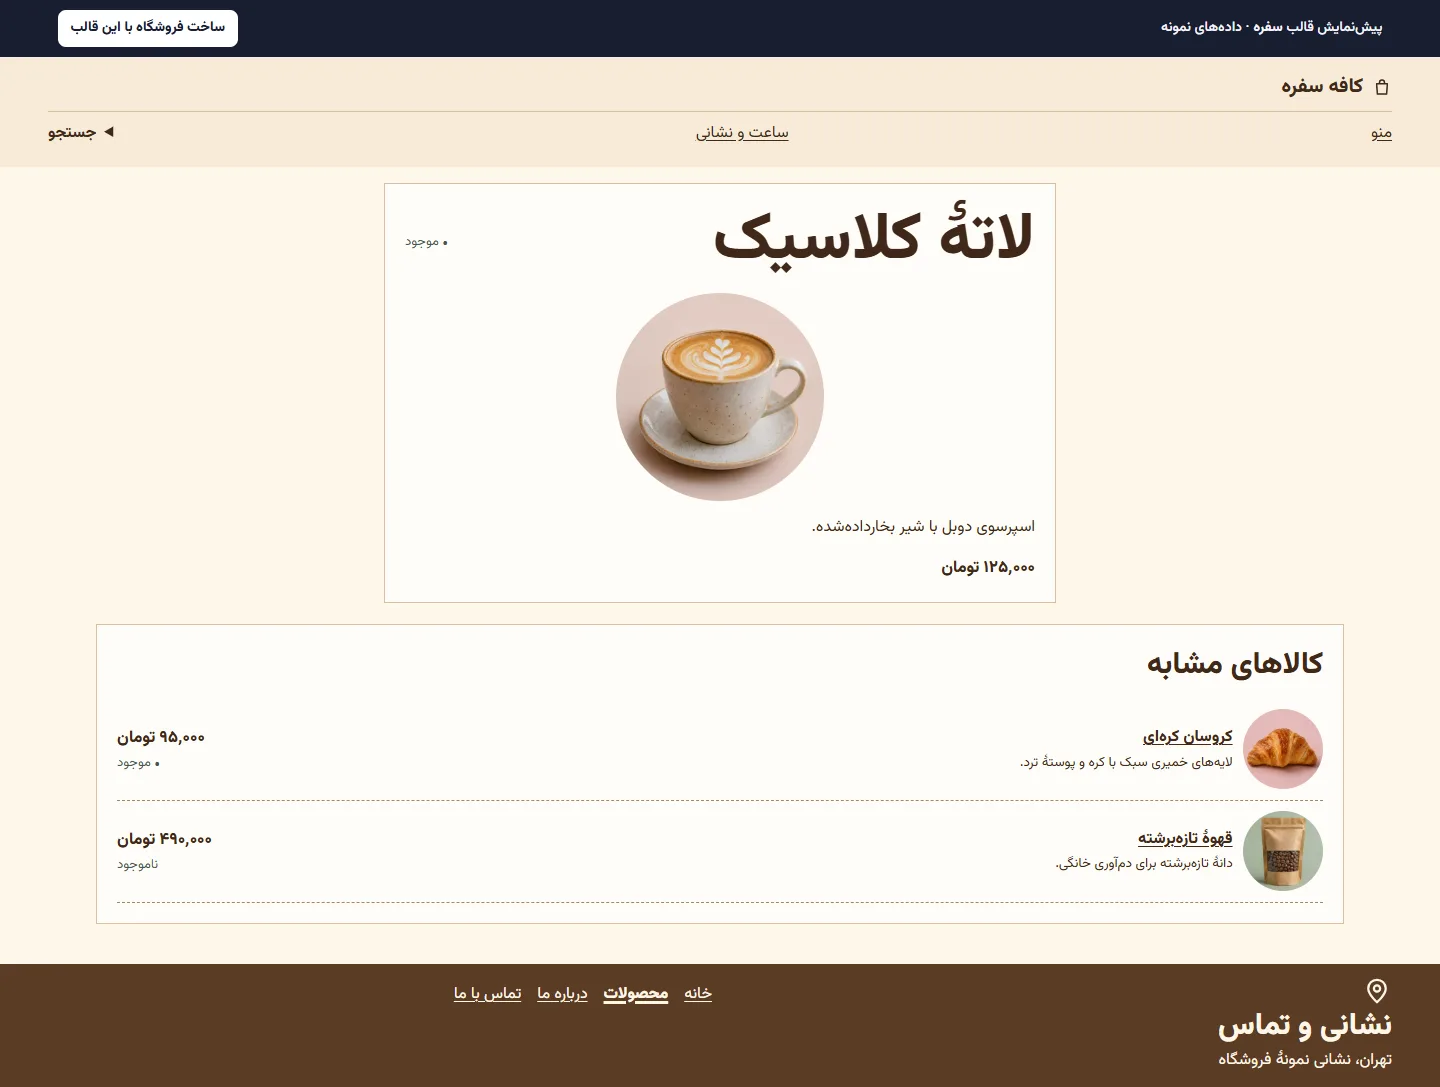 پیش‌نمایش قالب سفره · داده‌های نمونه
ساخت فروشگاه با این قالب
کافه سفره
منو
ساعت و نشانی
جستجو
لاتهٔ کلاسیک
• موجود
اسپرسوی دوبل با شیر بخارداده‌شده.
۱۲۵,۰۰۰ تومان
کالاهای مشابه
کروسان کره‌ای
لایه‌های خمیری سبک با کره و پوستهٔ ترد.
۹۵,۰۰۰ تومان
• موجود
قهوهٔ تازه‌برشته
دانهٔ تازه‌برشته برای دم‌آوری خانگی.
۴۹۰,۰۰۰ تومان
ناموجود
نشانی و تماس
تهران، نشانی نمونهٔ فروشگاه
خانه محصولات درباره ما تماس با ما